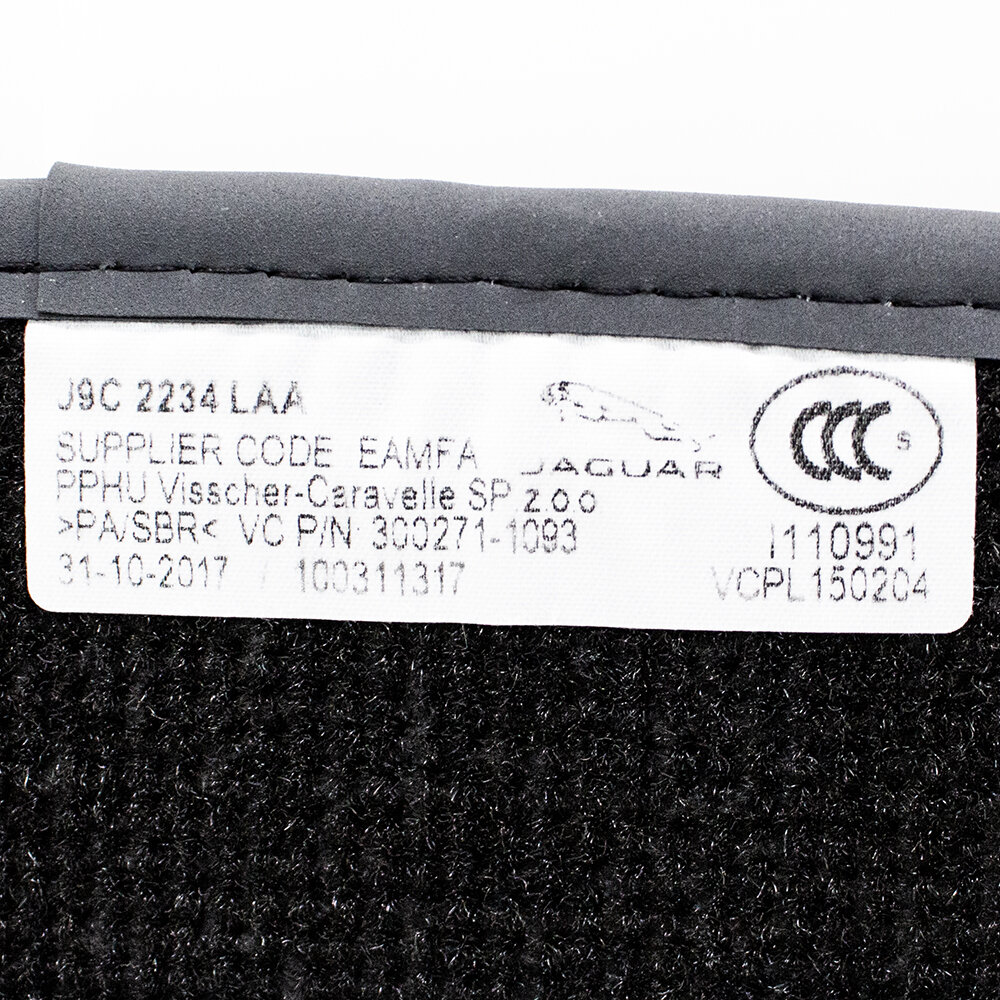 J9C 2234 LAA
JAGUAR
CCC S
SUPPLIER CODE EAMFA
PPHU Visscher-Caravelle SP z.o o
>PA/SBR< VC P/N: 300271-1093
I110991
31-10-2017 / 100311317
VCPL150204